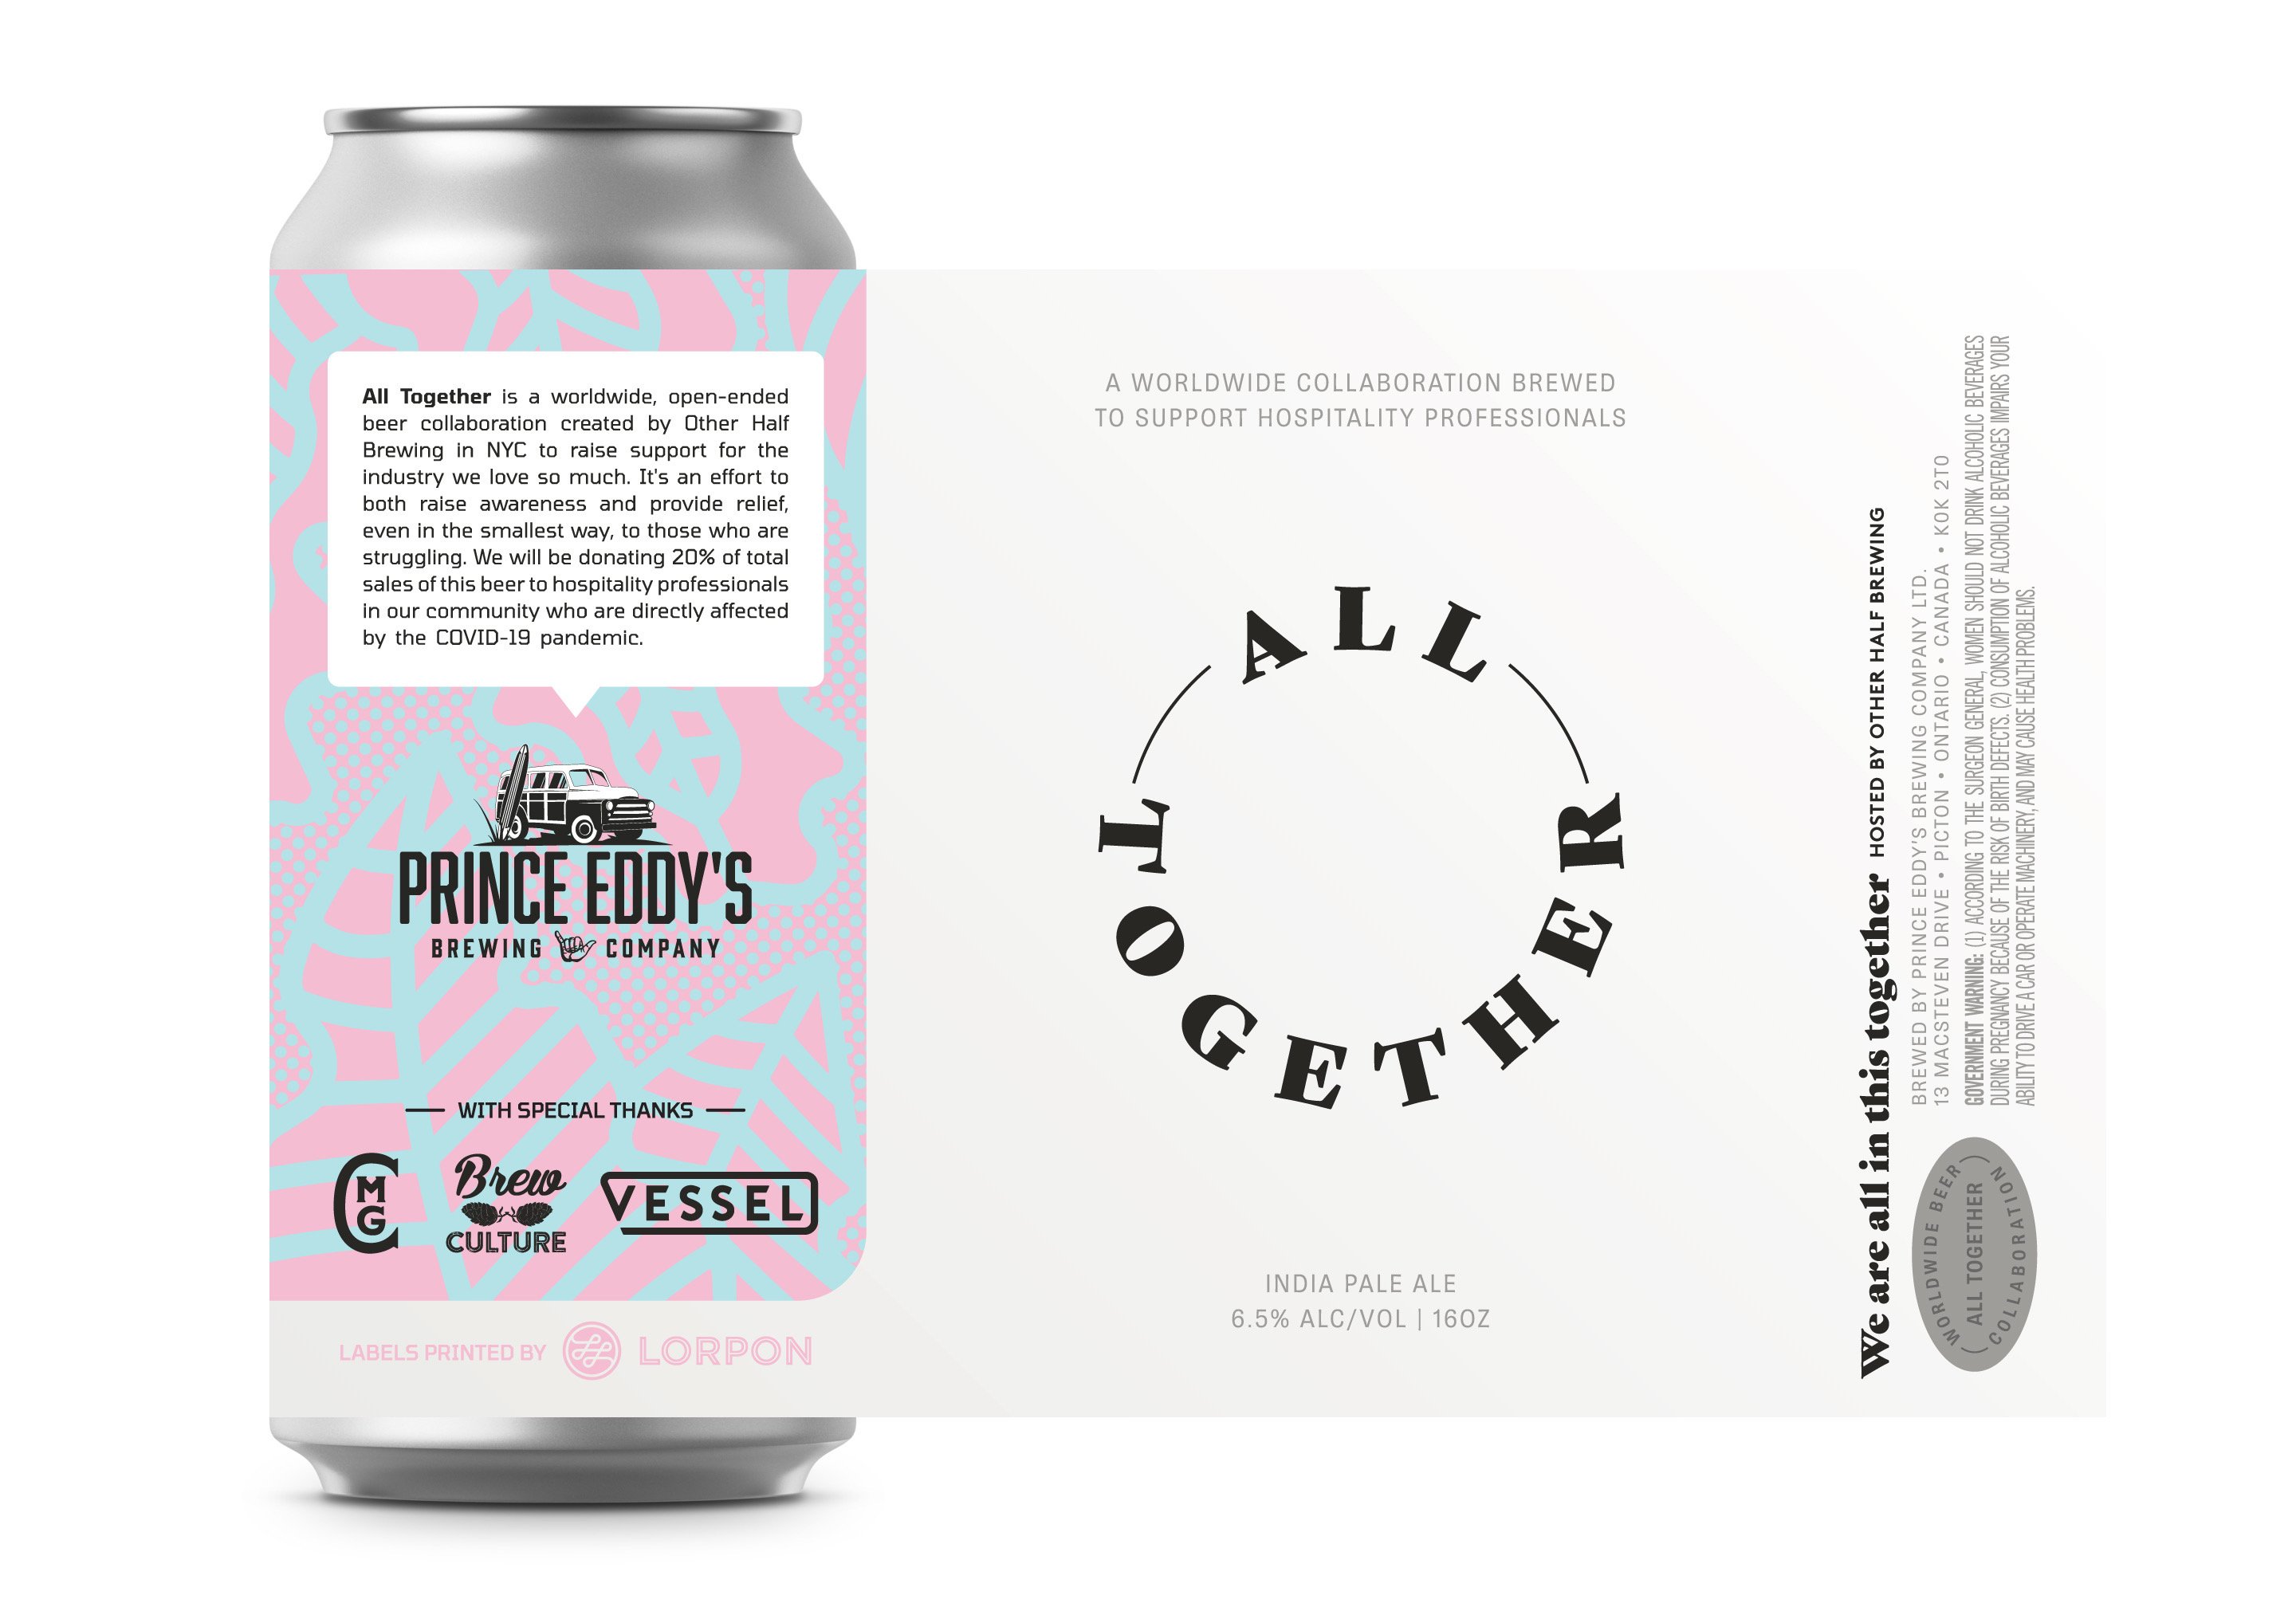 All Together is a worldwide, open-ended
beer collaboration created by Other Half
Brewing in NYC to raise support for the
industry we love so much. It's an effort to
both raise awareness and provide relief,
even in the smallest way, to those who are
struggling. We will be donating 20% of total
sales of this beer to hospitality professionals
in our community who are directly affected
by the COVID-19 pandemic.
PRINCE EDDY'S
BREWING COMPANY
WITH SPECIAL THANKS
CMG
Brew
CULTURE
VESSEL
LABELS PRINTED BY LORPON
A WORLDWIDE COLLABORATION BREWED
TO SUPPORT HOSPITALITY PROFESSIONALS
ALL
TOGETHER
INDIA PALE ALE
6.5% ALC/VOL | 16OZ
We are all in this together HOSTED BY OTHER HALF BREWING
BREWED BY PRINCE EDDY'S BREWING COMPANY LTD.
13 MACSTEVEN DRIVE • PICTON • ONTARIO • CANADA • K0K 2T0
GOVERNMENT WARNING: (1) ACCORDING TO THE SURGEON GENERAL, WOMEN SHOULD NOT DRINK ALCOHOLIC BEVERAGES
DURING PREGNANCY BECAUSE OF THE RISK OF BIRTH DEFECTS. (2) CONSUMPTION OF ALCOHOLIC BEVERAGES IMPAIRS YOUR
ABILITY TO DRIVE A CAR OR OPERATE MACHINERY, AND MAY CAUSE HEALTH PROBLEMS.
WORLDWIDE BEER
ALL TOGETHER
COLLABORATION